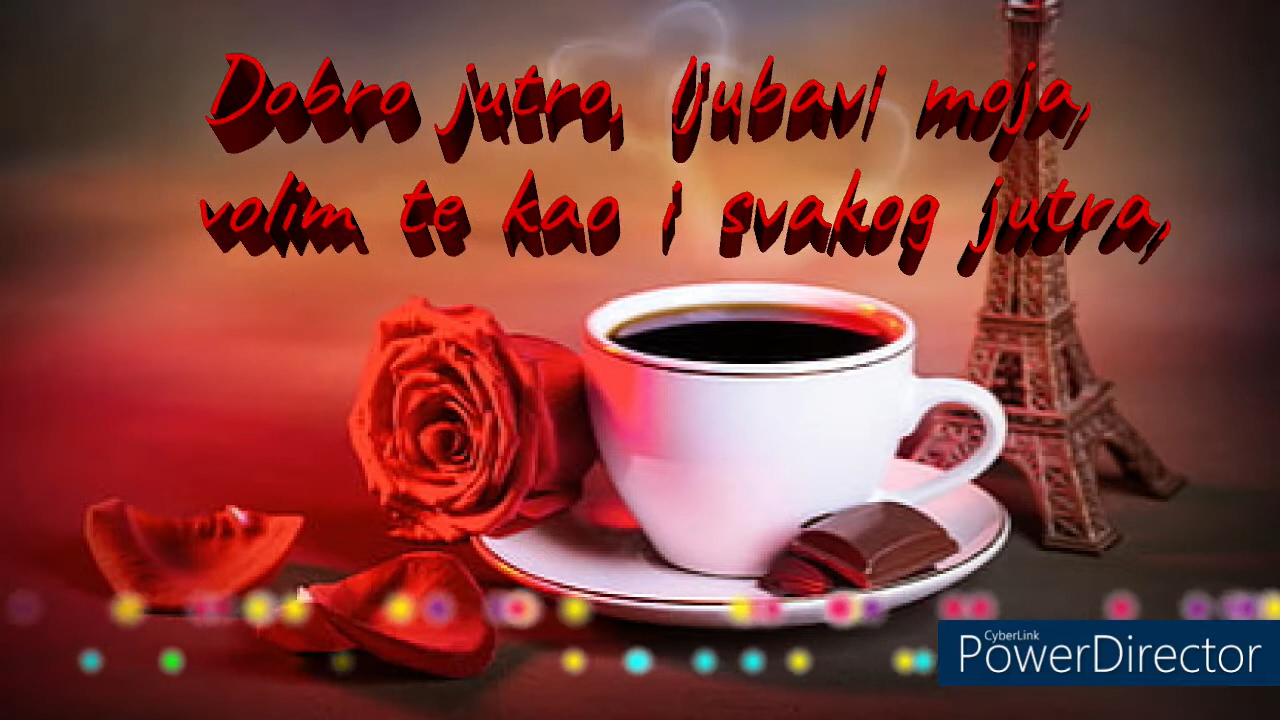 Dobro jutro, ljubavi moja,
volim te kao i svakog jutra,
CyberLink
PowerDirector